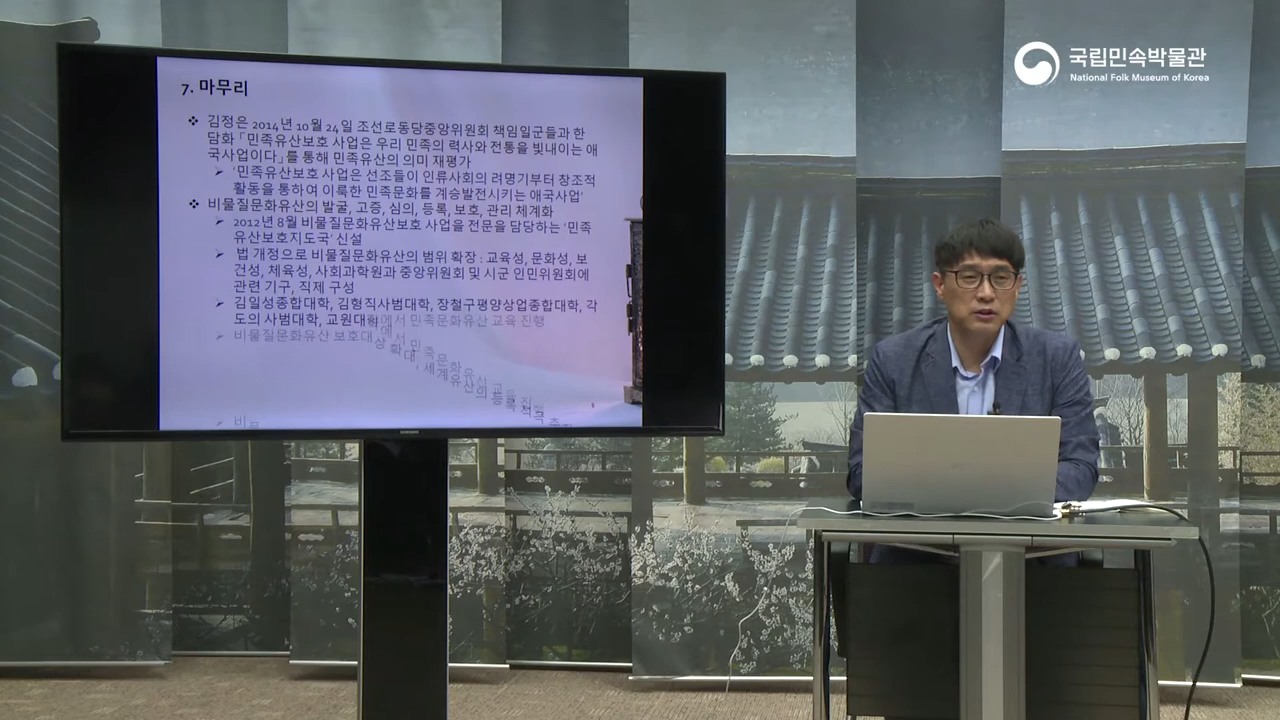 국립민속박물관
National Folk Museum of Korea
7. 마무리
❖ 김정은 2014년 10월 24일 조선로동당중앙위원회 책임일군들과 한
담화 「민족유산보호 사업은 우리 민족의 력사와 전통을 빛내이는 애
국사업이다」를 통해 민족유산의 의미 재평가
➢ '민족유산보호 사업은 선조들이 인류사회의 려명기부터 창조적
활동을 통하여 이룩한 민족문화를 계승발전시키는 애국사업'
❖ 비물질문화유산의 발굴, 고증, 심의, 등록, 보호, 관리 체계화
➢ 2012년 8월 비물질문화유산보호 사업을 전문을 담당하는 '민족
유산보호지도국' 신설
➢ 법 개정으로 비물질문화유산의 범위 확장 : 교육성, 문화성, 보
건성, 체육성, 사회과학원과 중앙위원회 및 시군 인민위원회에
관련 기구, 직제 구성
➢ 김일성종합대학, 김형직사범대학, 장철구평양상업종합대학, 각
도의 사범대학, 교원대학에서 민족문화유산 교육 진행
➢ 비물질문화유산 보호대상 확대, 세계유산의 등록
SAMSUNG